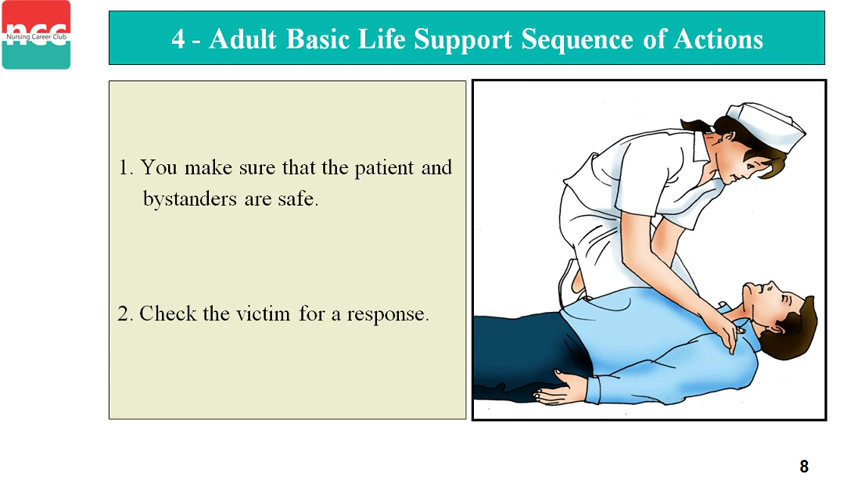 ncc
Nursing Career Club
4 - Adult Basic Life Support Sequence of Actions
1. You make sure that the patient and
bystanders are safe.
2. Check the victim for a response.
8